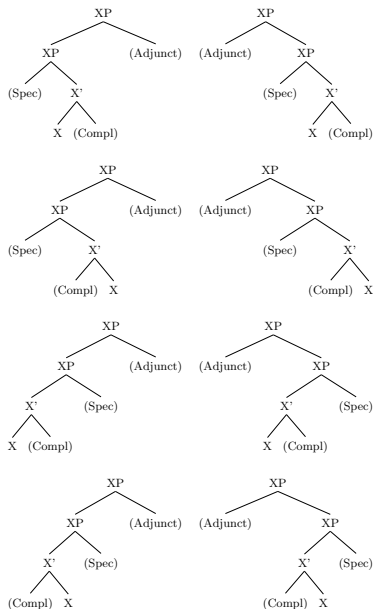 XP XP
XP (Adjunct) (Adjunct) XP
(Spec) X' (Spec) X'
X (Compl) X (Compl)
XP XP
XP (Adjunct) (Adjunct) XP
(Spec) X' (Spec) X'
(Compl) X (Compl) X
XP XP
XP (Adjunct) (Adjunct) XP
X' (Spec) X' (Spec)
X (Compl) X (Compl)
XP XP
XP (Adjunct) (Adjunct) XP
X' (Spec) X' (Spec)
(Compl) X (Compl) X